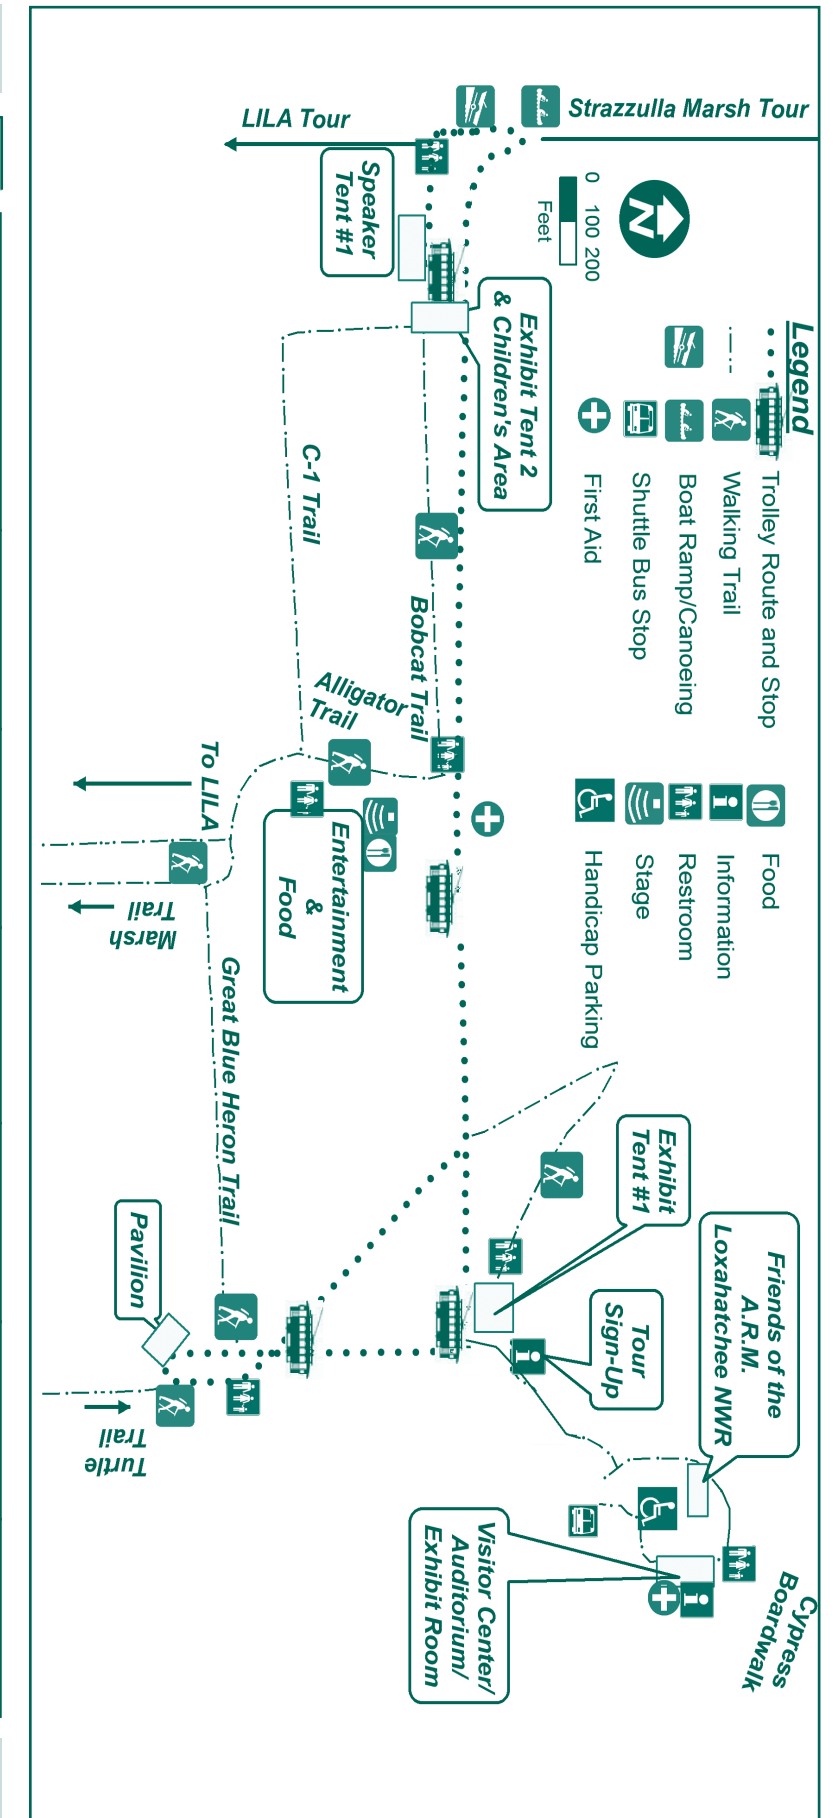 LILA Tour
Strazzulla Marsh Tour
Speaker
Tent #1
N
0 100 200
Feet
Exhibit Tent 2
& Children's Area
Legend
Trolley Route and Stop
Walking Trail
Boat Ramp/Canoeing
Shuttle Bus Stop
First Aid
Food
Information
Restroom
Stage
Handicap Parking
C-1 Trail
Bobcat Trail
Alligator
Trail
To LILA
Entertainment
&
Food
Marsh
Trail
Great Blue Heron Trail
Pavilion
Exhibit
Tent #1
Tour
Sign-Up
Friends of the
A.R.M.
Loxahatchee NWR
Turtle
Trail
Visitor Center/
Auditorium/
Exhibit Room
Cypress
Boardwalk